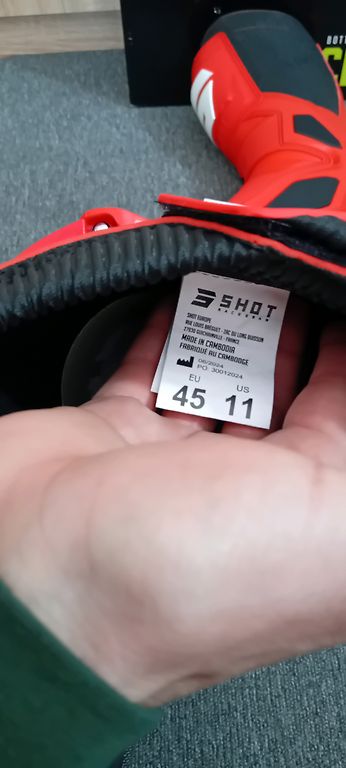 BOTT
SHOT
RACEGEAR
SHOT EUROPE
RUE LOUIS BREGUET - ZAC DU LONG BUISSON
27930 GUICHAINVILLE - FRANCE
MADE IN CAMBODIA
FABRIQUÉ AU CAMBODGE
06/2024
PO 30012024
EU US
45 11